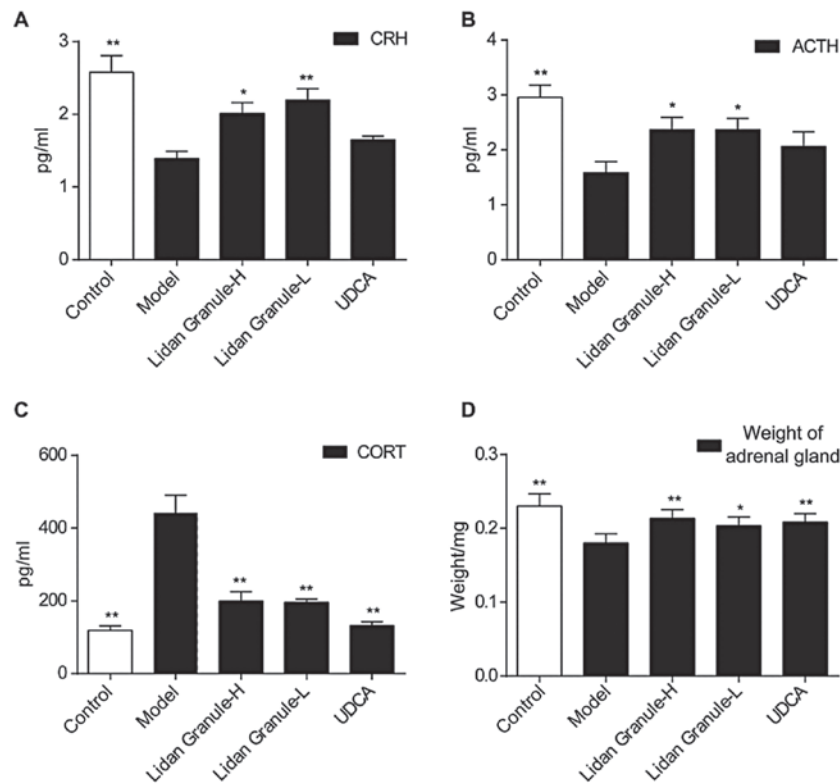 A
CRH
pg/ml
3
2
1
0
**
*
**
Control
Model
Lidan Granule-H
Lidan Granule-L
UDCA
B
ACTH
pg/ml
4
3
2
1
0
**
*
*
Control
Model
Lidan Granule-H
Lidan Granule-L
UDCA
C
CORT
pg/ml
600
400
200
0
**
**
**
**
Control
Model
Lidan Granule-H
Lidan Granule-L
UDCA
D
Weight of
adrenal gland
Weight/mg
0.3
0.2
0.1
0.0
**
**
*
**
Control
Model
Lidan Granule-H
Lidan Granule-L
UDCA